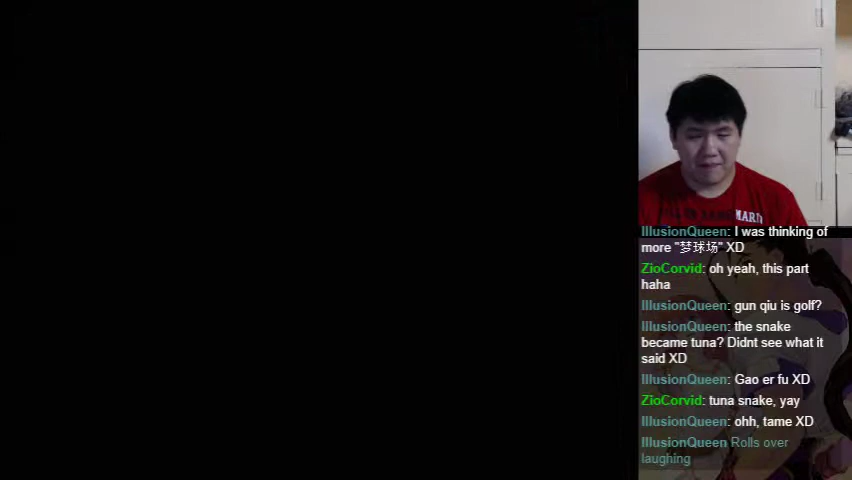 MARI
IllusionQueen: I was thinking of
more "梦球场" XD
ZioCorvid: oh yeah, this part
haha
IllusionQueen: gun qiu is golf?
IllusionQueen: the snake
became tuna? Didnt see what it
said XD
IllusionQueen: Gao er fu XD
ZioCorvid: tuna snake, yay
IllusionQueen: ohh, tame XD
IllusionQueen Rolls over
laughing